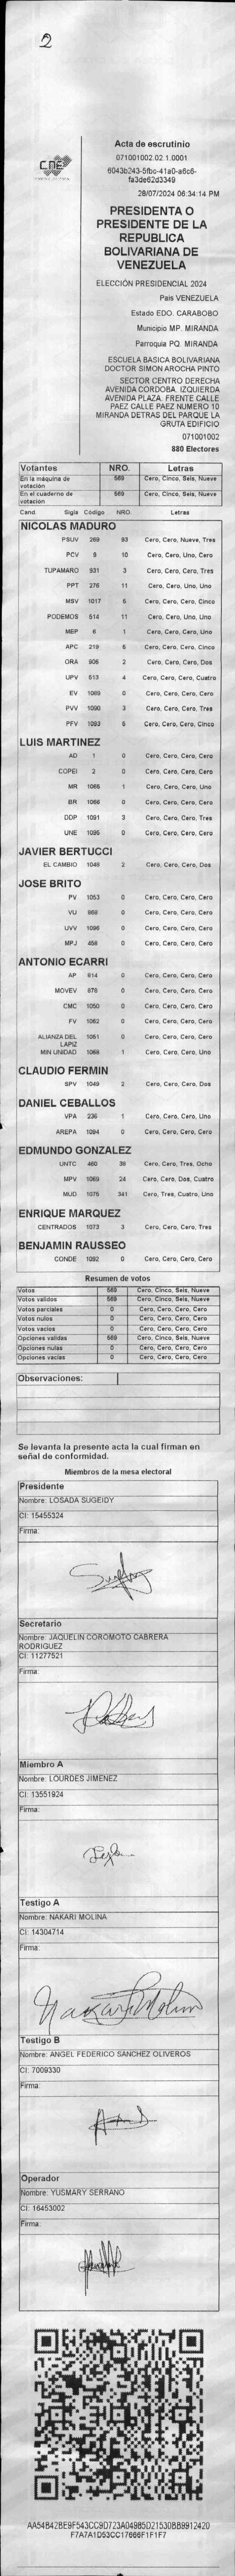 2
CNE
Acta de escrutinio
071001002.02.1.0001
6043b243-5fbc-41a0-a6c6-
fa3de62d3349
28/07/2024 06:34:14 PM
PRESIDENTA O
PRESIDENTE DE LA
REPUBLICA
BOLIVARIANA DE
VENEZUELA
ELECCIÓN PRESIDENCIAL 2024
Pais VENEZUELA
Estado EDO. CARABOBO
Municipio MP. MIRANDA
Parroquia PQ. MIRANDA
ESCUELA BASICA BOLIVARIANA
DOCTOR SIMON AROCHA PINTO
SECTOR CENTRO DERECHA
AVENIDA CORDOBA. IZQUIERDA
AVENIDA PLAZA. FRENTE CALLE
PAEZ CALLE PAEZ NUMERO 10
MIRANDA DETRAS DEL PARQUE LA
GRUTA EDIFICIO
071001002
880 Electores
Votantes NRO. Letras
En la máquina de votación 569 Cero, Cinco, Seis, Nueve
En el cuaderno de votación 569 Cero, Cinco, Seis, Nueve
Cand. Sigla Código NRO. Letras
NICOLAS MADURO
PSUV 269 93 Cero, Cero, Nueve, Tres
PCV 9 10 Cero, Cero, Uno, Cero
TUPAMARO 931 3 Cero, Cero, Cero, Tres
PPT 276 11 Cero, Cero, Uno, Uno
MSV 1017 5 Cero, Cero, Cero, Cinco
PODEMOS 514 11 Cero, Cero, Uno, Uno
MEP 6 1 Cero, Cero, Cero, Uno
APC 219 5 Cero, Cero, Cero, Cinco
ORA 906 2 Cero, Cero, Cero, Dos
UPV 513 4 Cero, Cero, Cero, Cuatro
EV 1089 0 Cero, Cero, Cero, Cero
PVV 1090 3 Cero, Cero, Cero, Tres
PFV 1093 5 Cero, Cero, Cero, Cinco
LUIS MARTINEZ
AD 1 0 Cero, Cero, Cero, Cero
COPEI 2 0 Cero, Cero, Cero, Cero
MR 1065 1 Cero, Cero, Cero, Uno
BR 1066 0 Cero, Cero, Cero, Cero
DDP 1091 3 Cero, Cero, Cero, Tres
UNE 1095 0 Cero, Cero, Cero, Cero
JAVIER BERTUCCI
EL CAMBIO 1048 2 Cero, Cero, Cero, Dos
JOSE BRITO
PV 1053 0 Cero, Cero, Cero, Cero
VU 868 0 Cero, Cero, Cero, Cero
UVV 1096 0 Cero, Cero, Cero, Cero
MPJ 468 0 Cero, Cero, Cero, Cero
ANTONIO ECARRI
AP 814 0 Cero, Cero, Cero, Cero
MOVEV 876 0 Cero, Cero, Cero, Cero
CMC 1050 0 Cero, Cero, Cero, Cero
FV 1062 0 Cero, Cero, Cero, Cero
ALIANZA DEL LAPIZ 1051 0 Cero, Cero, Cero, Cero
MIN UNIDAD 1068 1 Cero, Cero, Cero, Uno
CLAUDIO FERMIN
SPV 1049 2 Cero, Cero, Cero, Dos
DANIEL CEBALLOS
VPA 236 1 Cero, Cero, Cero, Uno
AREPA 1094 0 Cero, Cero, Cero, Cero
EDMUNDO GONZALEZ
UNTC 460 38 Cero, Cero, Tres, Ocho
MPV 1069 24 Cero, Cero, Dos, Cuatro
MUD 1075 341 Cero, Tres, Cuatro, Uno
ENRIQUE MARQUEZ
CENTRADOS 1073 3 Cero, Cero, Cero, Tres
BENJAMIN RAUSSEO
CONDE 1092 0 Cero, Cero, Cero, Cero
Resumen de votos
Votos 569 Cero, Cinco, Seis, Nueve
Votos validos 569 Cero, Cinco, Seis, Nueve
Votos parciales 0 Cero, Cero, Cero, Cero
Votos nulos 0 Cero, Cero, Cero, Cero
Votos vacios 0 Cero, Cero, Cero, Cero
Opciones validas 569 Cero, Cinco, Seis, Nueve
Opciones nulas 0 Cero, Cero, Cero, Cero
Opciones vacias 0 Cero, Cero, Cero, Cero
Observaciones:
Se levanta la presente acta la cual firman en
señal de conformidad.
Miembros de la mesa electoral
Presidente
Nombre: LOSADA SUGEIDY
CI: 15455324
Firma:
Secretario
Nombre: JAQUELIN COROMOTO CABRERA
RODRIGUEZ
CI: 11277521
Firma:
Miembro A
Nombre: LOURDES JIMENEZ
CI: 13551924
Firma:
Testigo A
Nombre: NAKARI MOLINA
CI: 14304714
Firma:
Nakari Molina
Testigo B
Nombre: ANGEL FEDERICO SANCHEZ OLIVEROS
CI: 7009330
Firma:
Operador
Nombre: YUSMARY SERRANO
CI: 16453002
Firma:
AA54B42BE9F543CC9D723A04985D21530BB9912420
F7A7A1D53CC17666F1F1F7